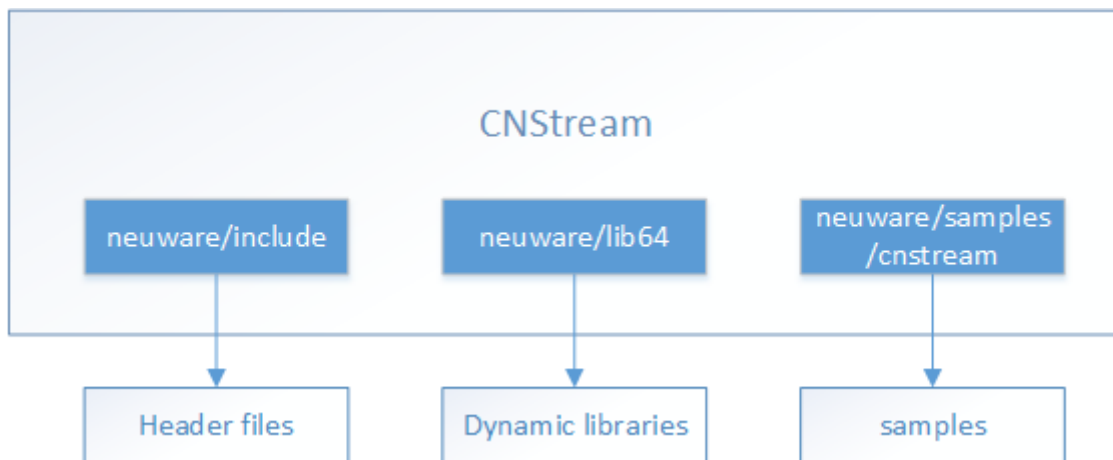 CNStream
neuware/include
neuware/lib64
neuware/samples
/cnstream
Header files
Dynamic libraries
samples